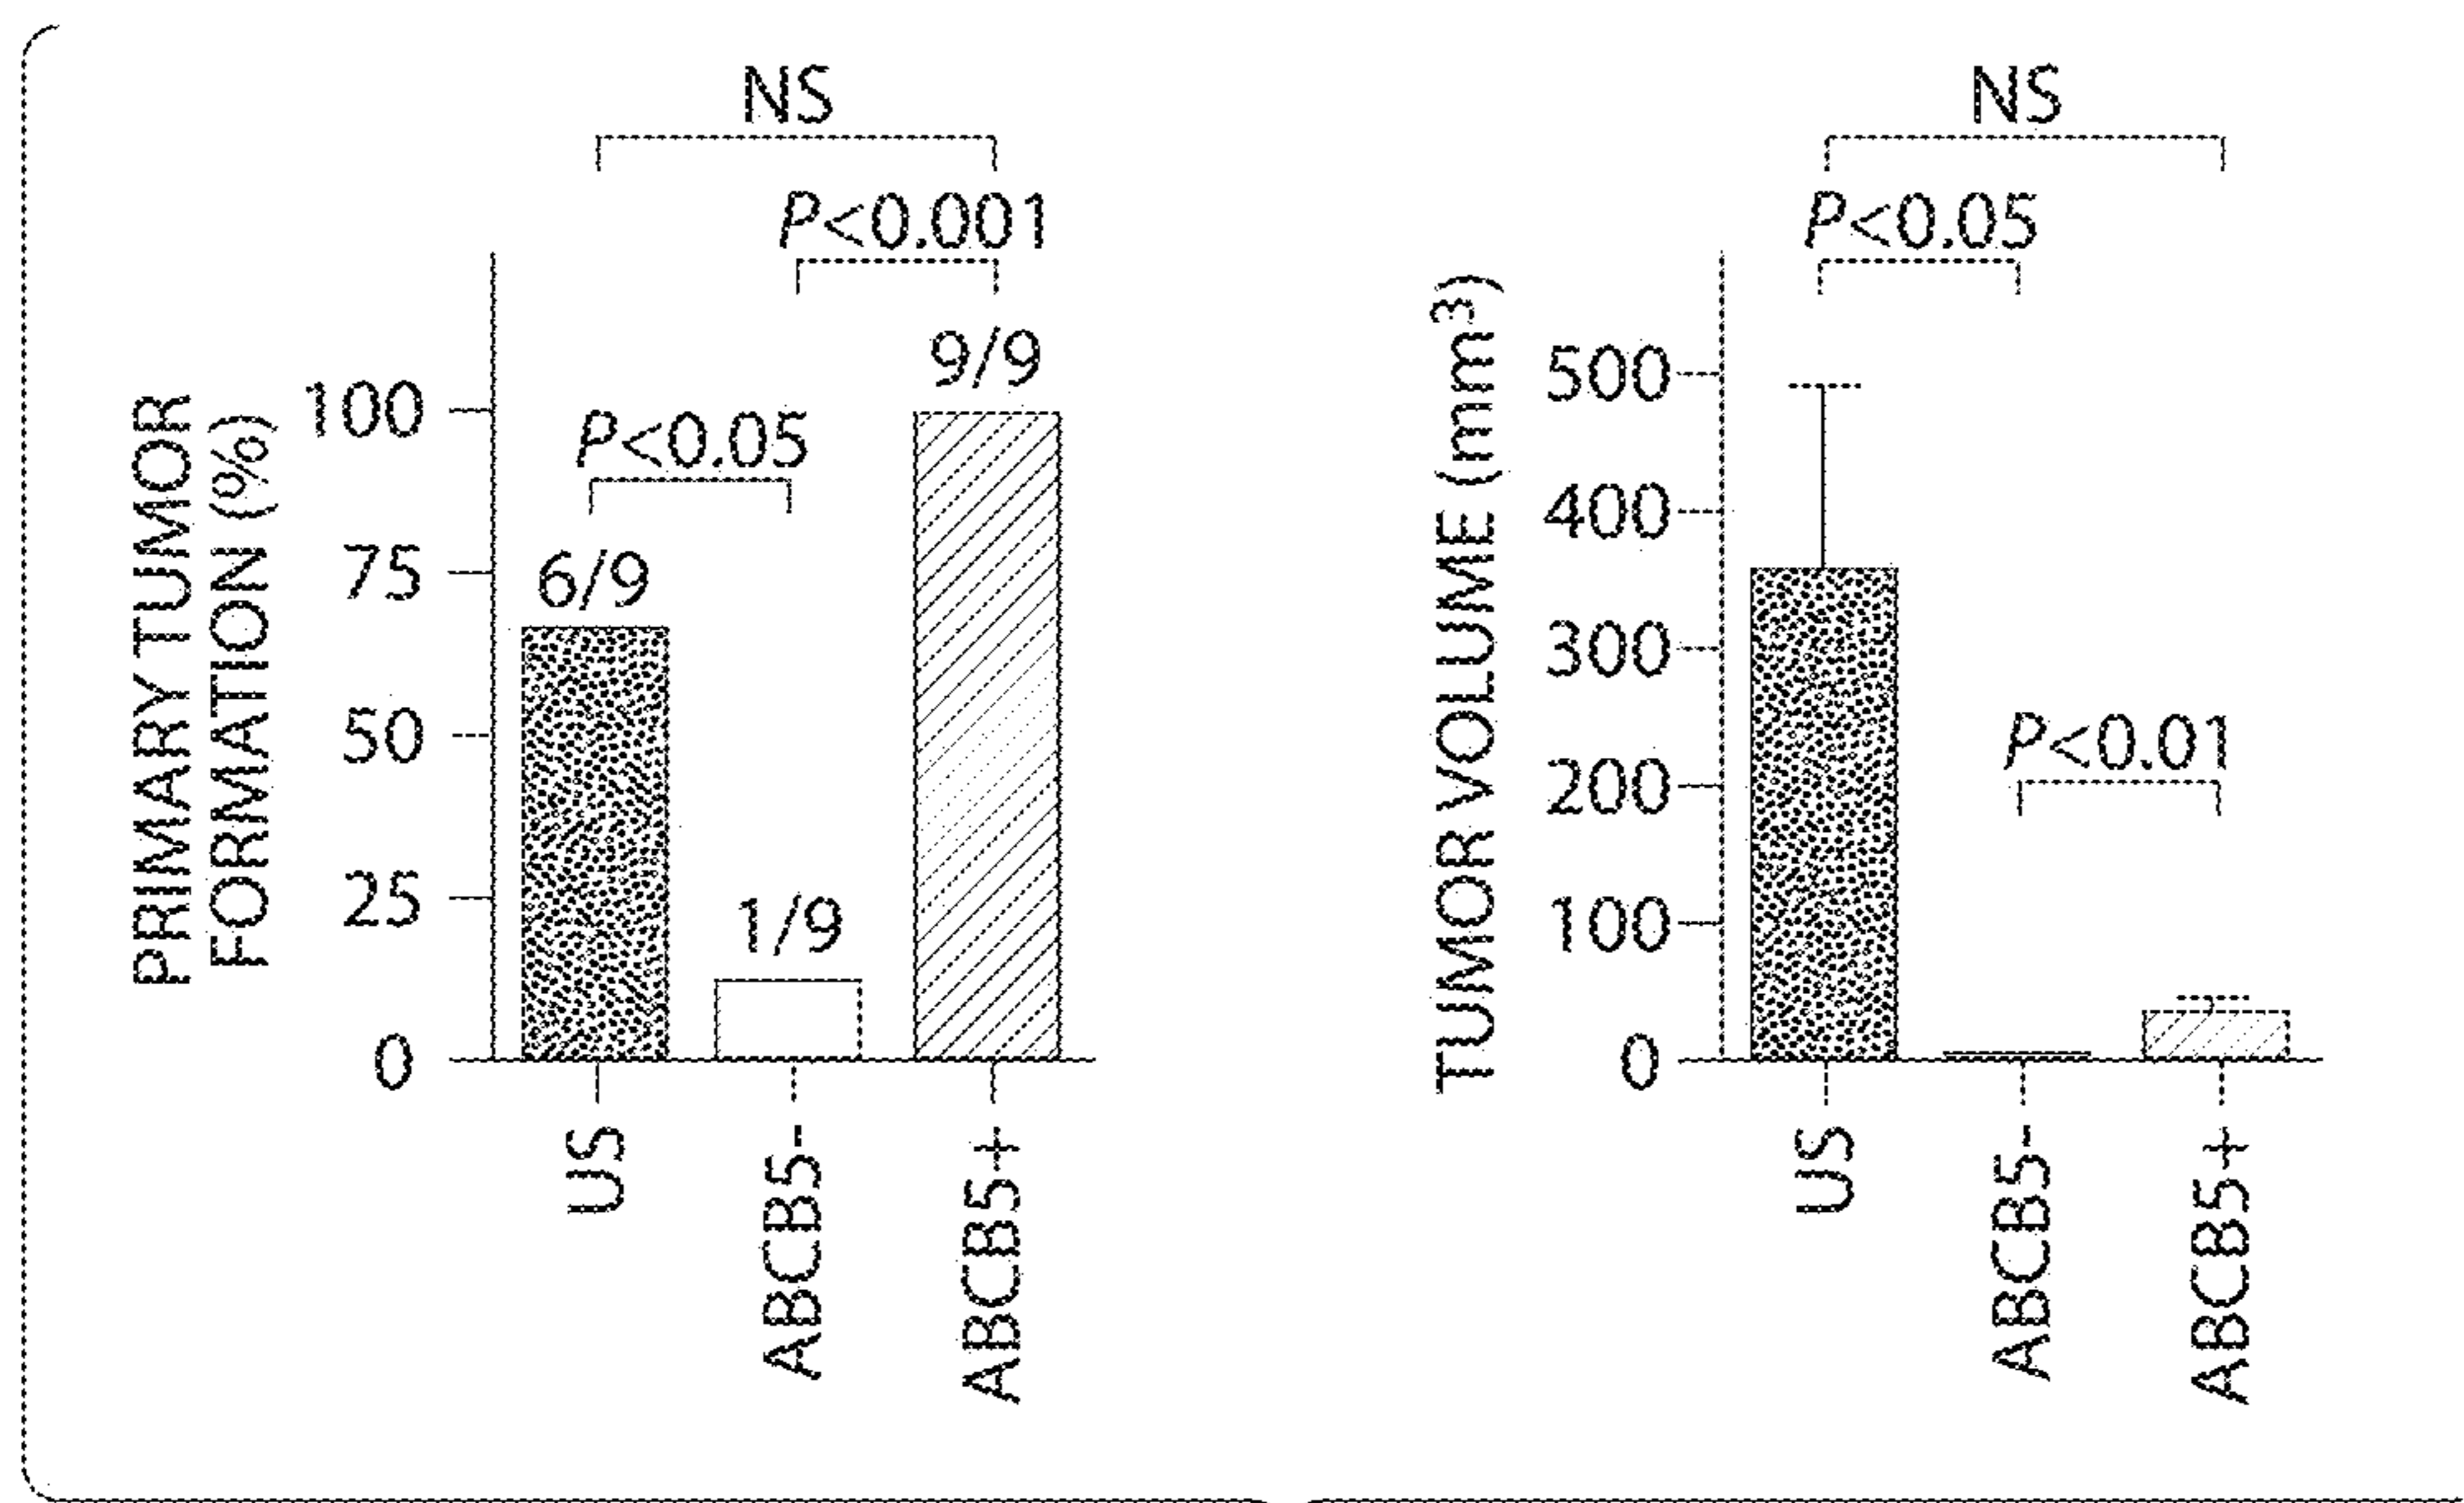 NS
P<0.001
9/9
P<0.05
6/9
1/9
PRIMARY TUMOR
FORMATION (%)
100
75
50
25
0
US
ABCB5-
ABCB5+
NS
P<0.05
P<0.01
TUMOR VOLUME (mm³)
500
400
300
200
100
0
US
ABCB5-
ABCB5+